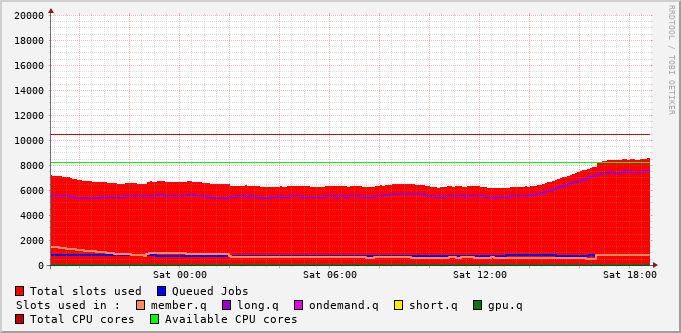 20000
18000
16000
14000
12000
10000
8000
6000
4000
2000
0
Sat 00:00 Sat 06:00 Sat 12:00 Sat 18:00
Total slots used Queued Jobs
Slots used in : member.q long.q ondemand.q short.q gpu.q
Total CPU cores Available CPU cores
RRDTOOL / TOBI OETIKER